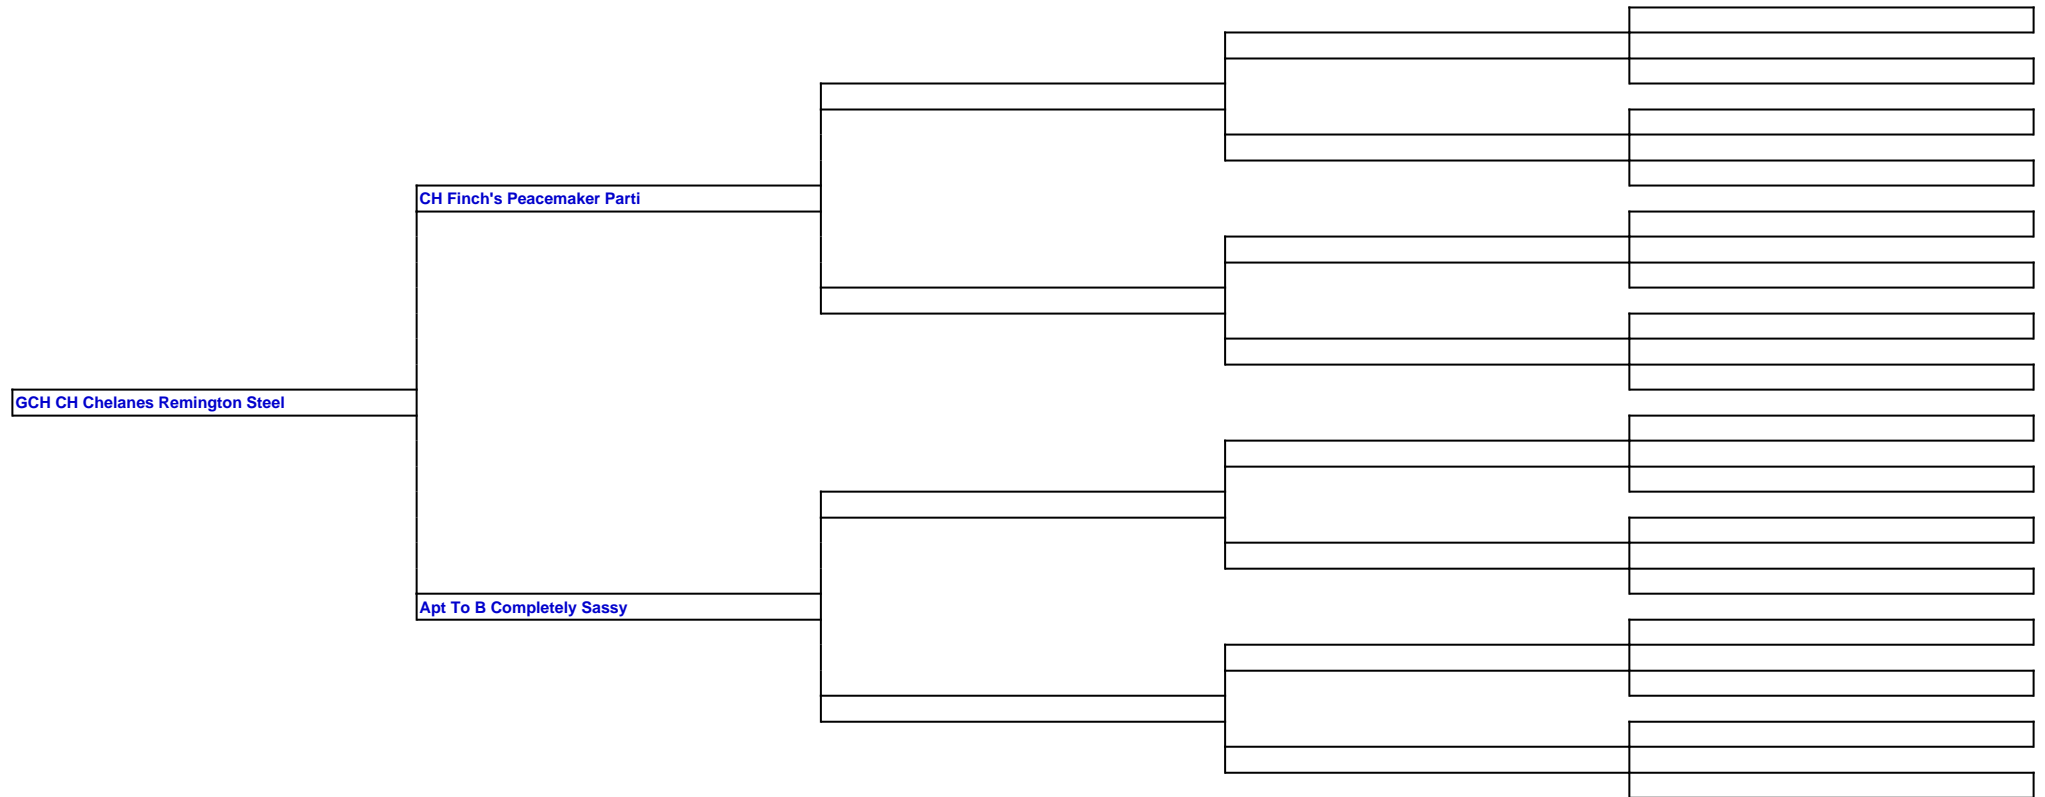 CH Finch's Peacemaker Parti
GCH CH Chelanes Remington Steel
Apt To B Completely Sassy